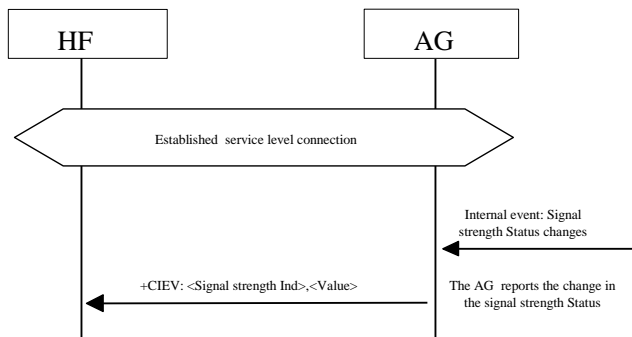 HF
AG
Established service level connection
Internal event: Signal
strength Status changes
+CIEV: <Signal strength Ind>,<Value>
The AG reports the change in
the signal strength Status